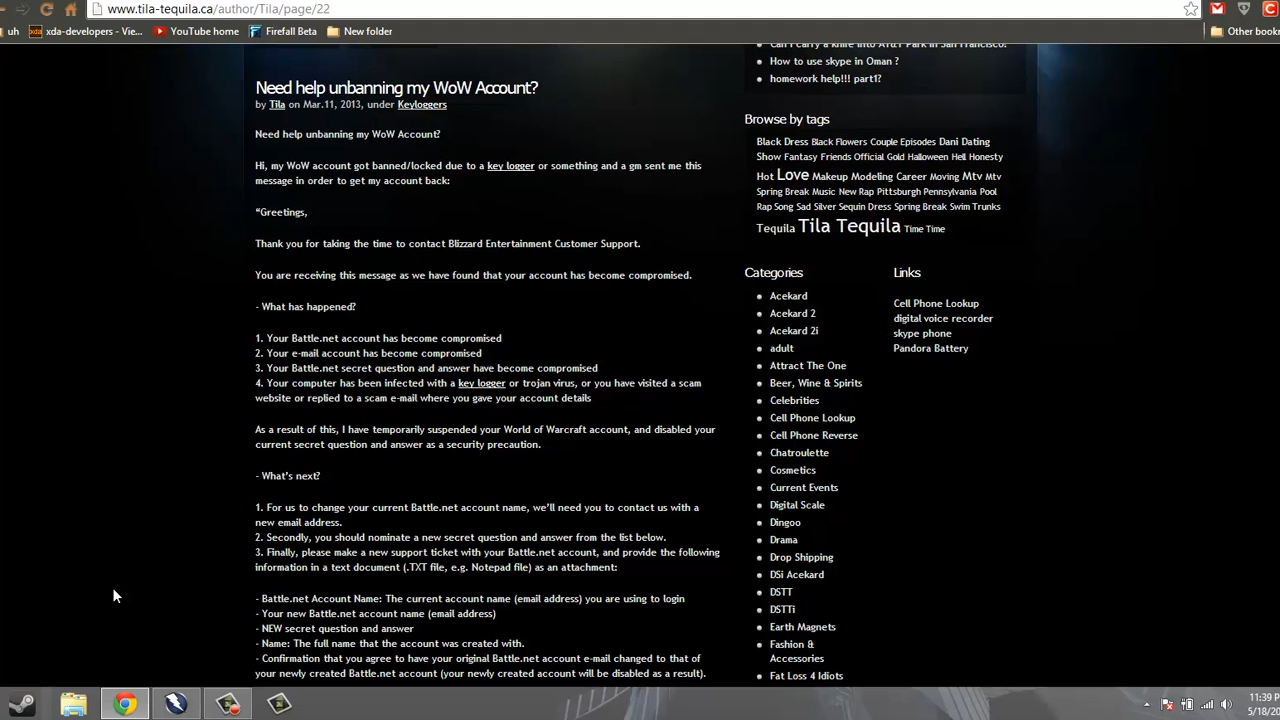 www.tila-tequila.ca/author/Tila/page/22
uh
xda-developers - Vie...
YouTube home
Firefall Beta
New folder
Other book
Need help unbanning my WoW Account?
by Tila on Mar.11, 2013, under Keyloggers
Need help unbanning my WoW Account?
Hi, my WoW account got banned/locked due to a key logger or something and a gm sent me this
message in order to get my account back:
“Greetings,
Thank you for taking the time to contact Blizzard Entertainment Customer Support.
You are receiving this message as we have found that your account has become compromised.
- What has happened?
1. Your Battle.net account has become compromised
2. Your e-mail account has become compromised
3. Your Battle.net secret question and answer have become compromised
4. Your computer has been infected with a key logger or trojan virus, or you have visited a scam
website or replied to a scam e-mail where you gave your account details
As a result of this, I have temporarily suspended your World of Warcraft account, and disabled your
current secret question and answer as a security precaution.
- What’s next?
1. For us to change your current Battle.net account name, we’ll need you to contact us with a
new email address.
2. Secondly, you should nominate a new secret question and answer from the list below.
3. Finally, please make a new support ticket with your Battle.net account, and provide the following
information in a text document (.TXT file, e.g. Notepad file) as an attachment:
- Battle.net Account Name: The current account name (email address) you are using to login
- Your new Battle.net account name (email address)
- NEW secret question and answer
- Name: The full name that the account was created with.
- Confirmation that you agree to have your original Battle.net account e-mail changed to that of
your newly created Battle.net account (your newly created account will be disabled as a result).
Can I carry a knife into AT&T Park in San Francisco?
How to use skype in Oman ?
homework help!!! part1?
Browse by tags
Black Dress Black Flowers Couple Episodes Dani Dating
Show Fantasy Friends Official Gold Halloween Hell Honesty
Hot Love Makeup Modeling Career Moving Mtv Mtv
Spring Break Music New Rap Pittsburgh Pennsylvania Pool
Rap Song Sad Silver Sequin Dress Spring Break Swim Trunks
Tequila Tila Tequila Time Time
Categories
Acekard
Acekard 2
Acekard 2i
adult
Attract The One
Beer, Wine & Spirits
Celebrities
Cell Phone Lookup
Cell Phone Reverse
Chatroulette
Cosmetics
Current Events
Digital Scale
Dingoo
Drama
Drop Shipping
DSi Acekard
DSTT
DSTTi
Earth Magnets
Fashion &
Accessories
Fat Loss 4 Idiots
Links
Cell Phone Lookup
digital voice recorder
skype phone
Pandora Battery
11:39 P
5/18/20